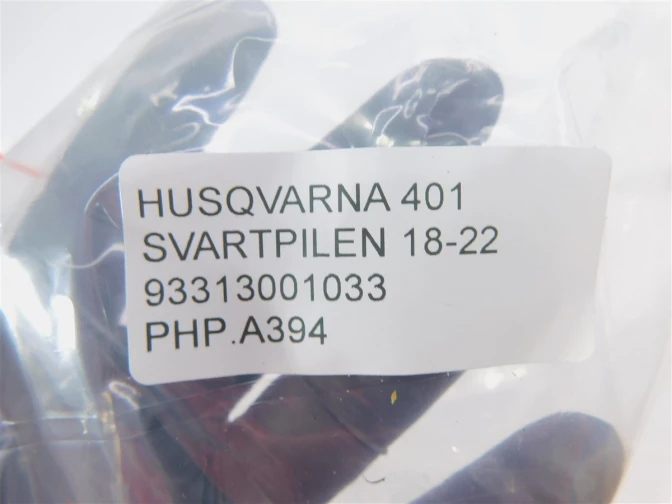 HUSQVARNA 401
SVARTPILEN 18-22
93313001033
PHP.A394